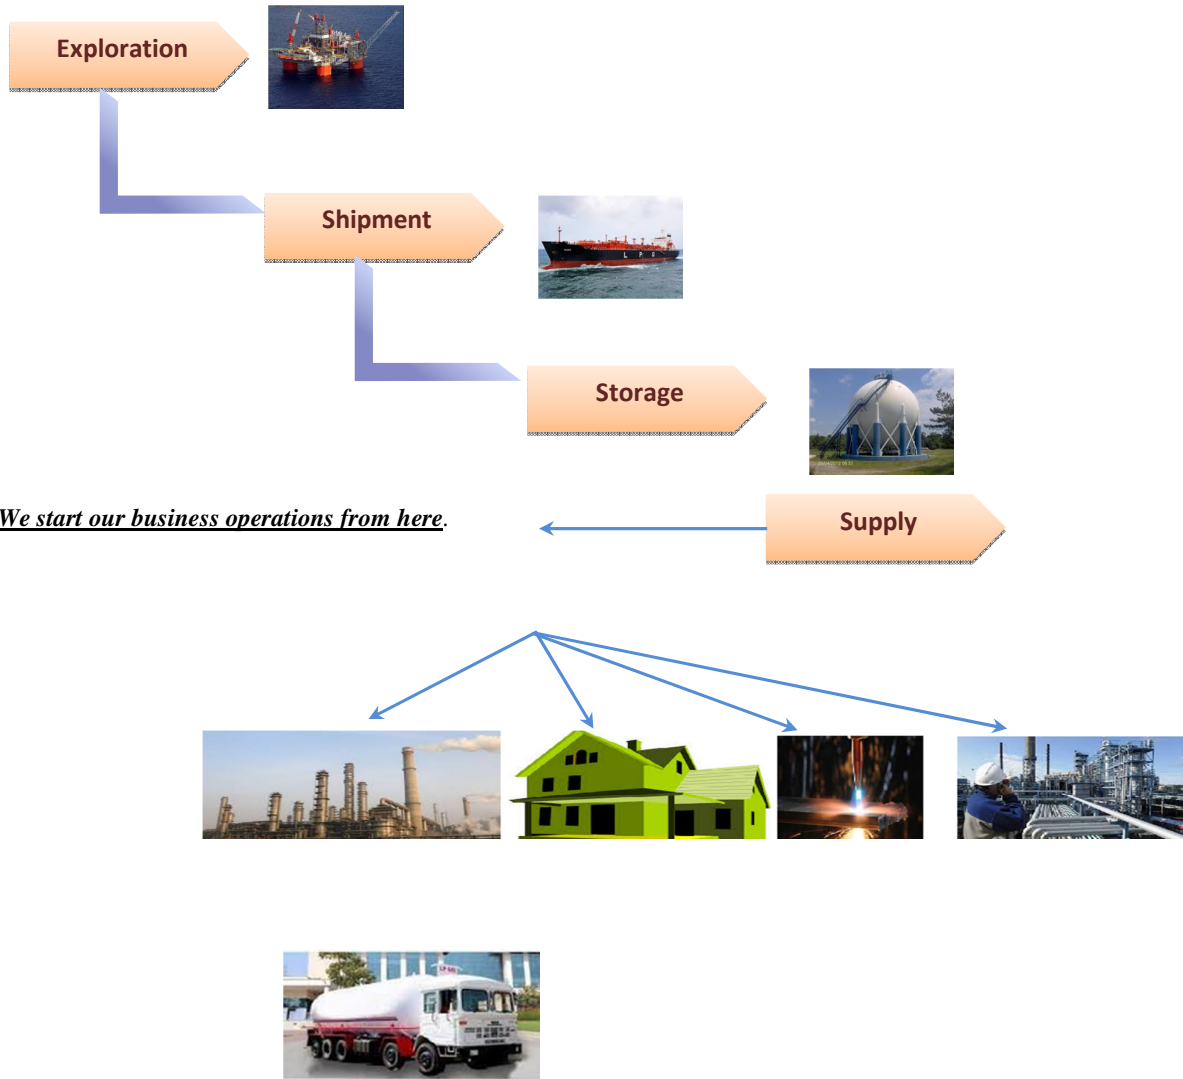 Exploration
Shipment
L P G
Storage
We start our business operations from here.
Supply